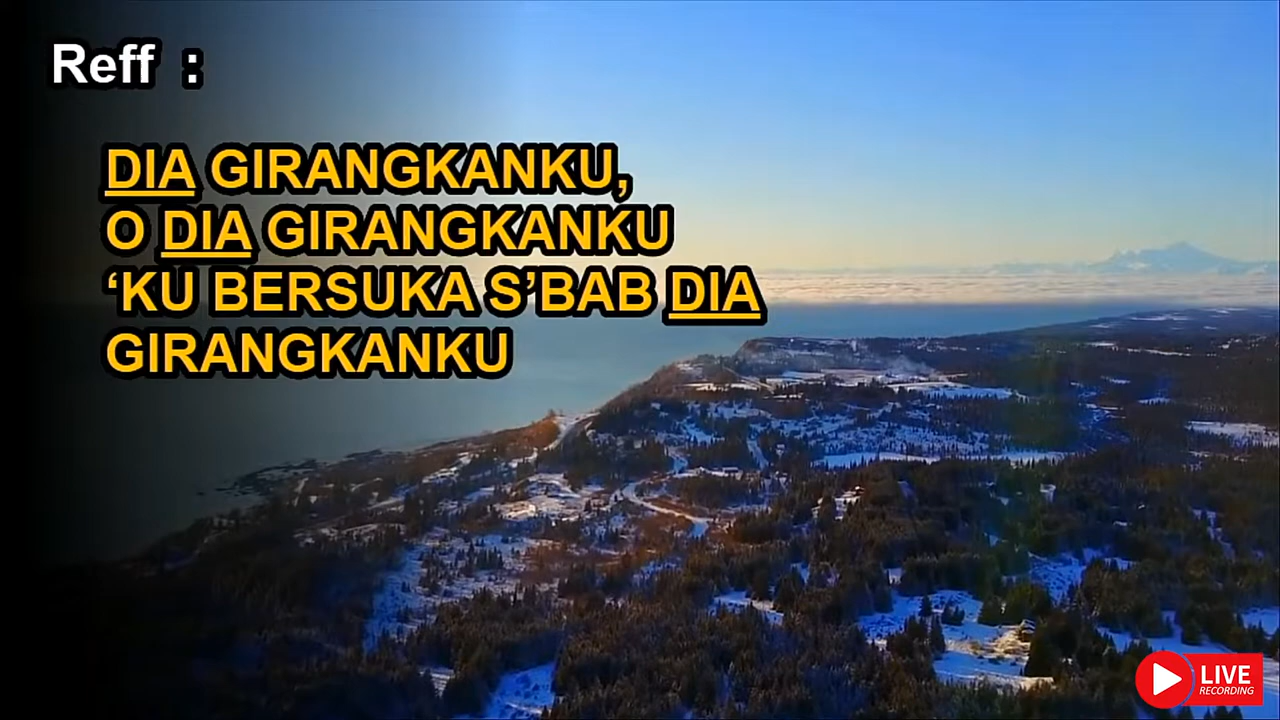 Reff :
DIA GIRANGKANKU,
O DIA GIRANGKANKU
‘KU BERSUKA S’BAB DIA
GIRANGKANKU
LIVE
RECORDING